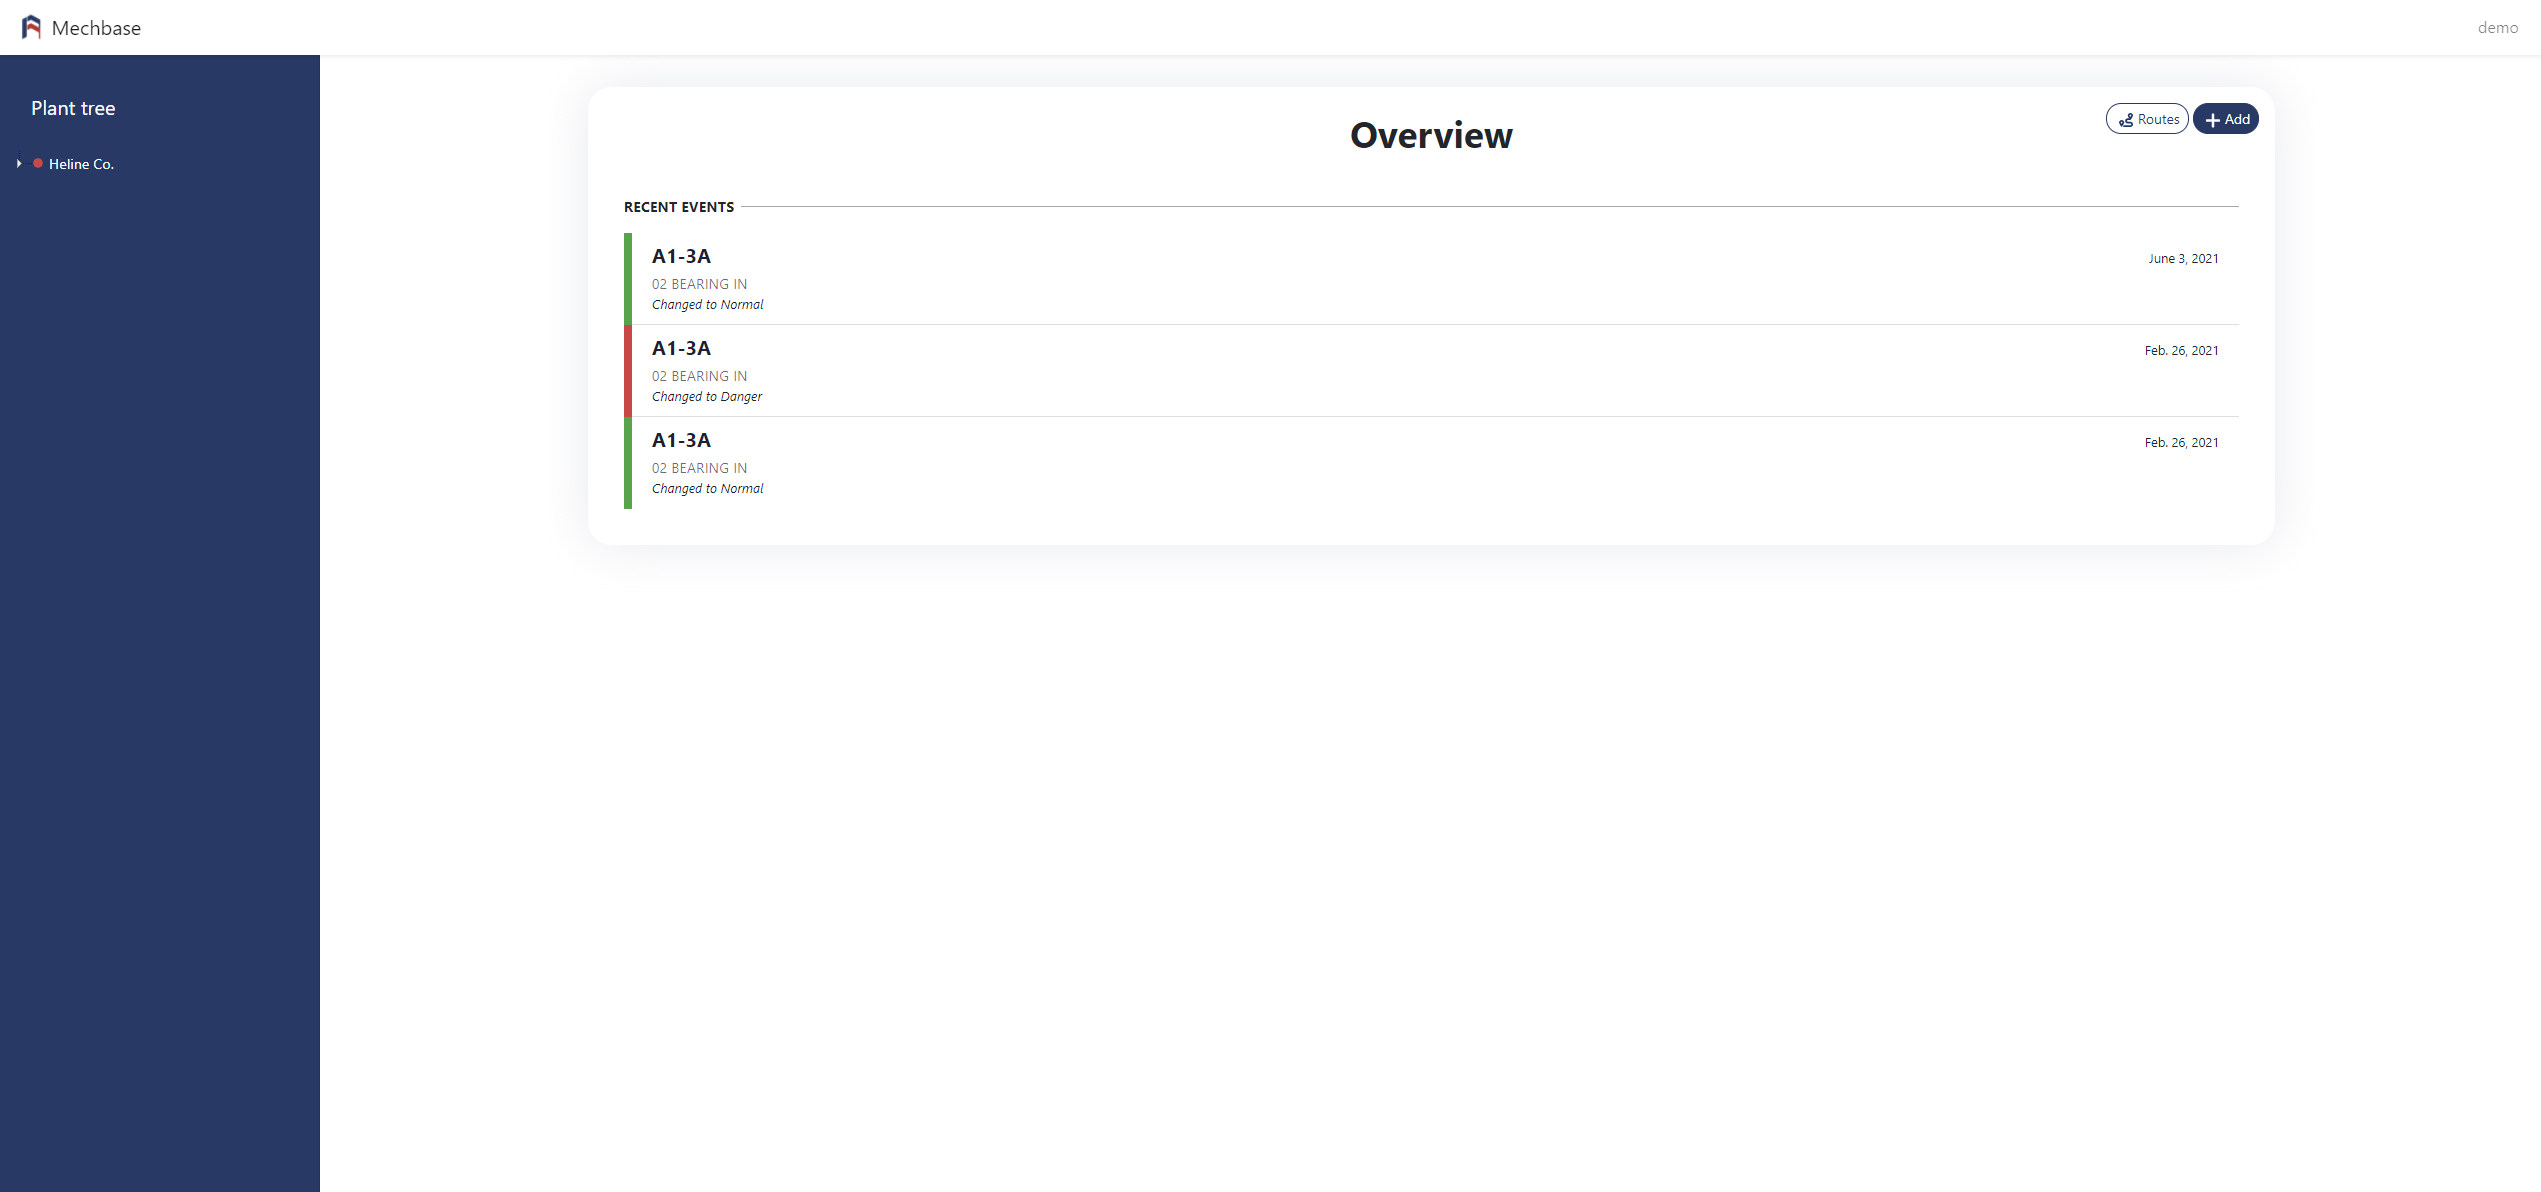 Mechbase
demo
Plant tree
Heline Co.
Overview
Routes
Add
RECENT EVENTS
A1-3A
June 3, 2021
02 BEARING IN
Changed to Normal
A1-3A
Feb. 26, 2021
02 BEARING IN
Changed to Danger
A1-3A
Feb. 26, 2021
02 BEARING IN
Changed to Normal